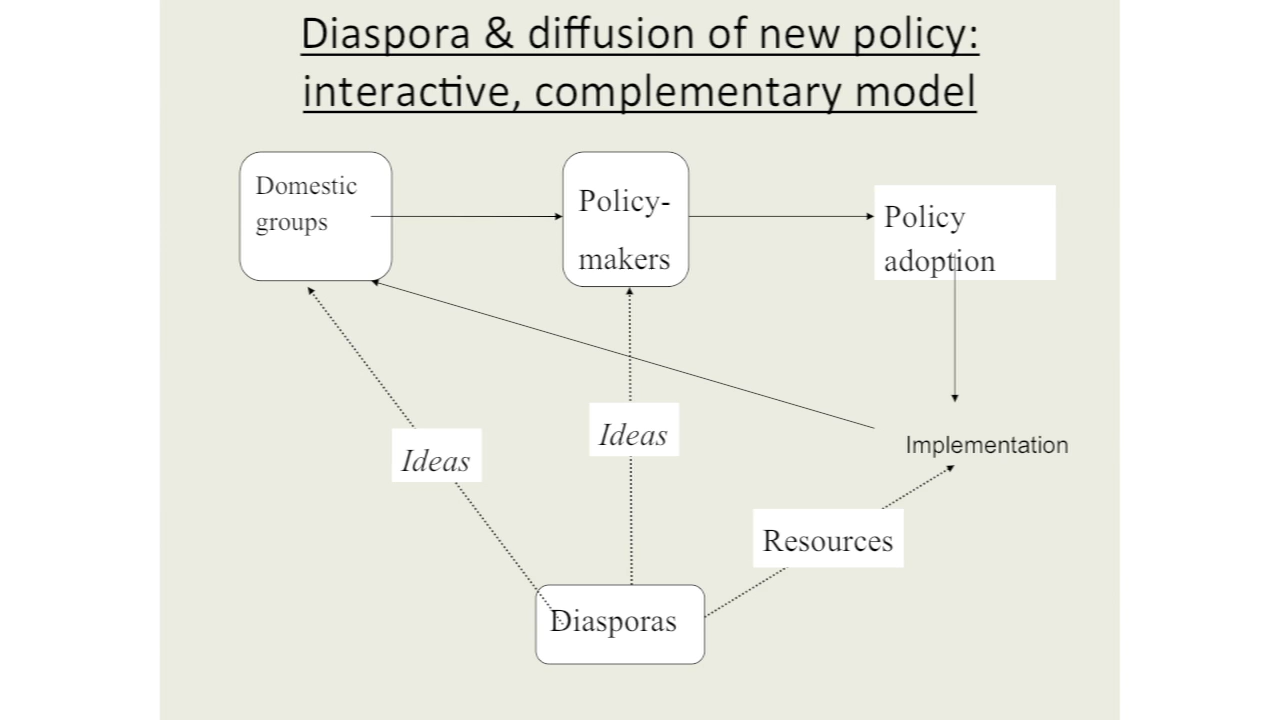 Diaspora & diffusion of new policy:
interactive, complementary model
Domestic
groups
Policy-
makers
Policy
adoption
Ideas
Ideas
Implementation
Resources
Diasporas